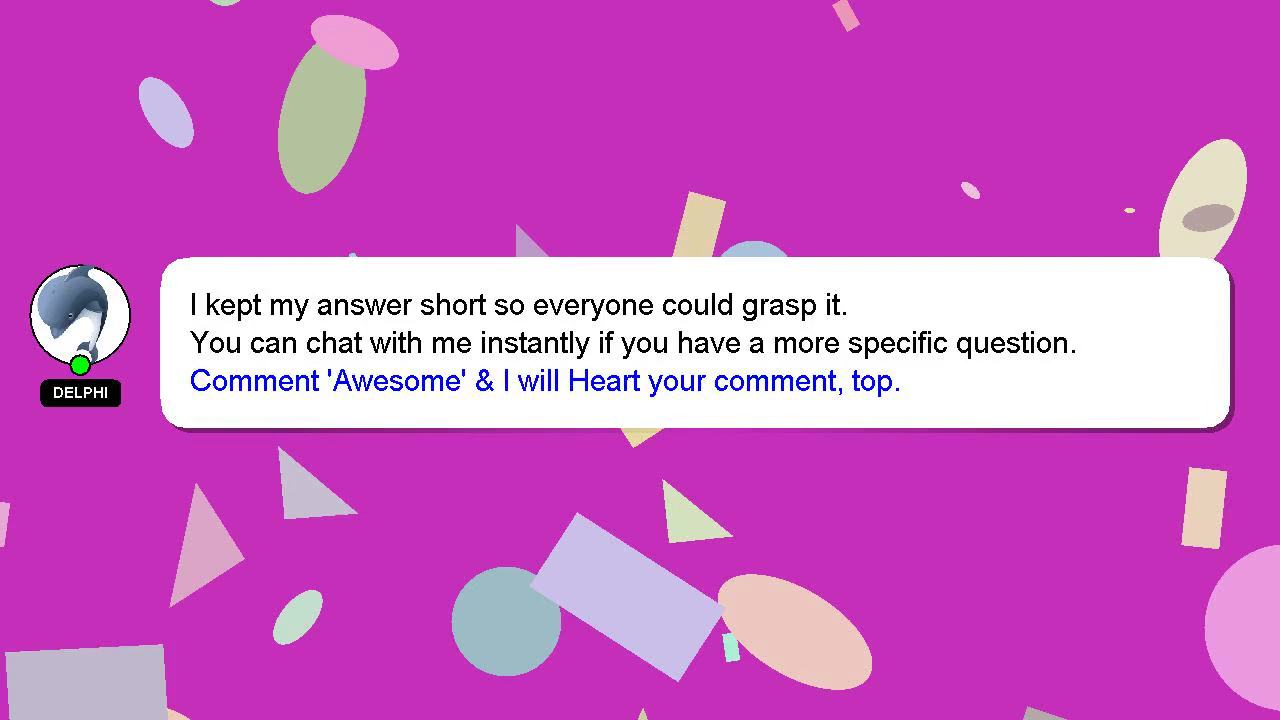 I kept my answer short so everyone could grasp it.
You can chat with me instantly if you have a more specific question.
Comment 'Awesome' & I will Heart your comment, top.
DELPHI